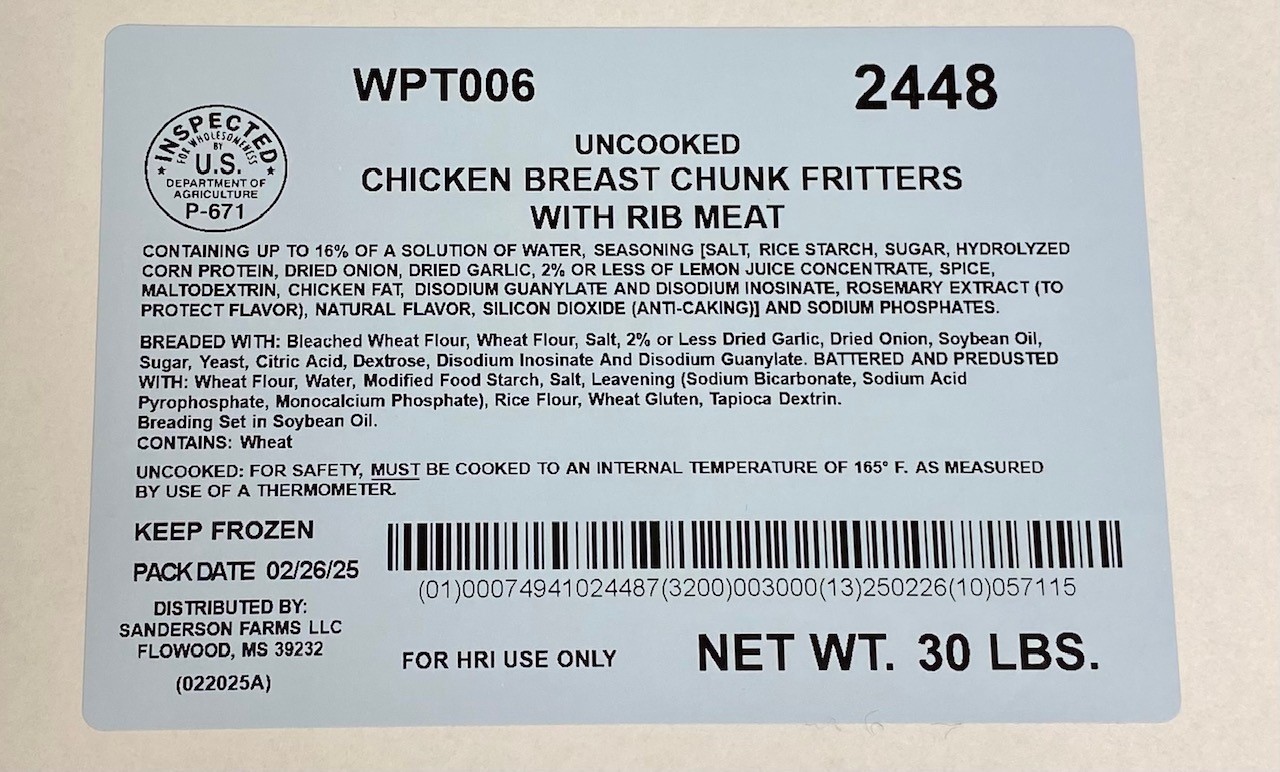 WPT006
2448
INSPECTED
FOR WHOLESOMENESS
BY
U.S.
DEPARTMENT OF
AGRICULTURE
P-671
UNCOOKED
CHICKEN BREAST CHUNK FRITTERS
WITH RIB MEAT
CONTAINING UP TO 16% OF A SOLUTION OF WATER, SEASONING [SALT, RICE STARCH, SUGAR, HYDROLYZED
CORN PROTEIN, DRIED ONION, DRIED GARLIC, 2% OR LESS OF LEMON JUICE CONCENTRATE, SPICE,
MALTODEXTRIN, CHICKEN FAT, DISODIUM GUANYLATE AND DISODIUM INOSINATE, ROSEMARY EXTRACT (TO
PROTECT FLAVOR), NATURAL FLAVOR, SILICON DIOXIDE (ANTI-CAKING)] AND SODIUM PHOSPHATES.
BREADED WITH: Bleached Wheat Flour, Wheat Flour, Salt, 2% or Less Dried Garlic, Dried Onion, Soybean Oil,
Sugar, Yeast, Citric Acid, Dextrose, Disodium Inosinate And Disodium Guanylate. BATTERED AND PREDUSTED
WITH: Wheat Flour, Water, Modified Food Starch, Salt, Leavening (Sodium Bicarbonate, Sodium Acid
Pyrophosphate, Monocalcium Phosphate), Rice Flour, Wheat Gluten, Tapioca Dextrin.
Breading Set in Soybean Oil.
CONTAINS: Wheat
UNCOOKED: FOR SAFETY, MUST BE COOKED TO AN INTERNAL TEMPERATURE OF 165° F. AS MEASURED
BY USE OF A THERMOMETER.
KEEP FROZEN
PACK DATE 02/26/25
(01)00074941024487(3200)003000(13)250226(10)057115
DISTRIBUTED BY:
SANDERSON FARMS LLC
FLOWOOD, MS 39232
(022025A)
FOR HRI USE ONLY
NET WT. 30 LBS.